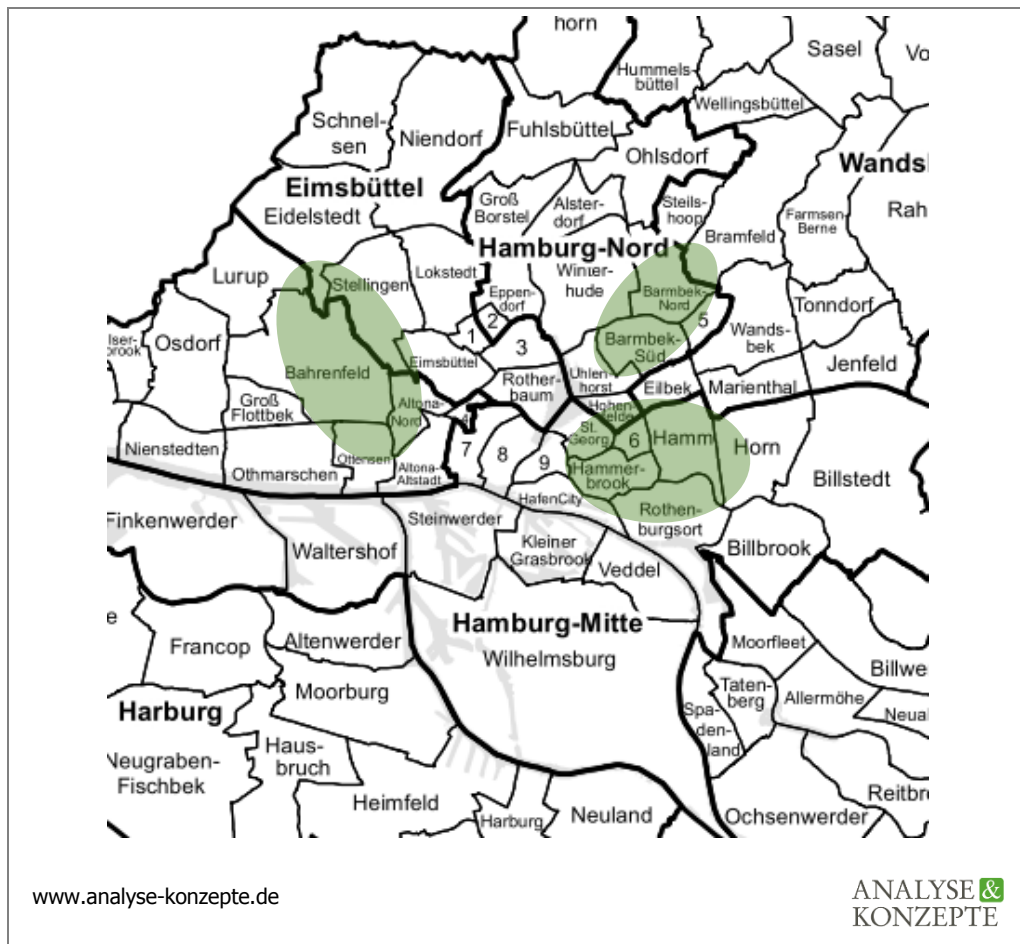 horn
Sasel
Vo
Hummels-
büttel
Wellingsbüttel
Schnel-
sen
Niendorf
Fuhlsbüttel
Ohlsdorf
Wands
Eimsbüttel
Eidelstedt
Groß
Borstel
Alster-
dorf
Steils-
hoop
Farmsen
Berne
Rah
Bramfeld
Hamburg-Nord
Lurup
Stellingen
Lokstedt
Winter-
hude
Eppen-
dorf
Barmbek-
Nord
Tonndorf
Osdorf
1
2
3
5
Wands-
bek
Barmbek-
Süd
Eimsbüttel
Jenfeld
Bahrenfeld
Rother-
baum
Uhlen-
horst
Eilbek
Marienthal
Groß
Flottbek
Altona-
Nord
4
Hohen-
felde
St.
Georg
6
Hamm
Horn
Nienstedten
Othmarschen
Ottensen
Altona-
Altstadt
7
8
9
Hammer-
brook
Billstedt
HafenCity
Rothen-
burgsort
Finkenwerder
Steinwerder
Waltershof
Kleiner
Grasbrook
Veddel
Billbrook
Hamburg-Mitte
Wilhelmsburg
Francop
Altenwerder
Moorfleet
Billwe
Moorburg
Taten-
berg
Allermöhe
Harburg
Spa-
den-
land
Neual
Neugraben-
Fischbek
Haus-
bruch
Heimfeld
Harburg
Neuland
Reitbr
Ochsenwerder
www.analyse-konzepte.de
ANALYSE &
KONZEPTE